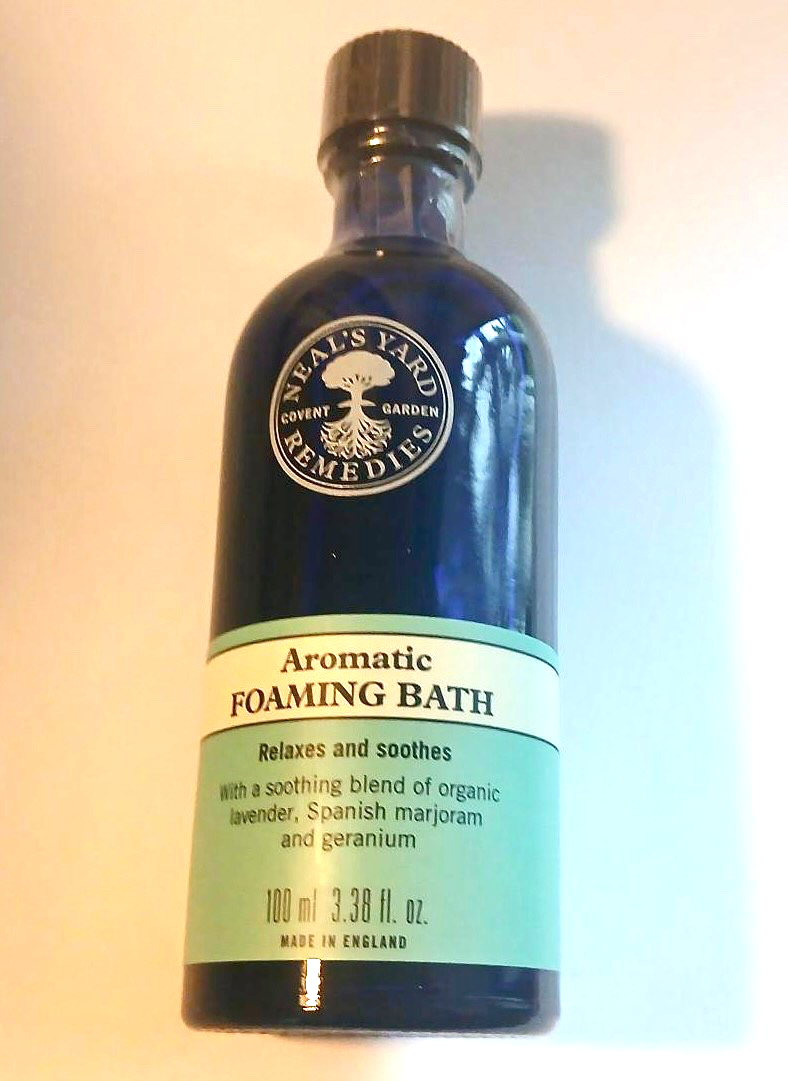 NEAL'S YARD
COVENT GARDEN
REMEDIES
Aromatic
FOAMING BATH
Relaxes and soothes
With a soothing blend of organic
lavender, Spanish marjoram
and geranium
100 ml 3.38 fl. oz.
MADE IN ENGLAND